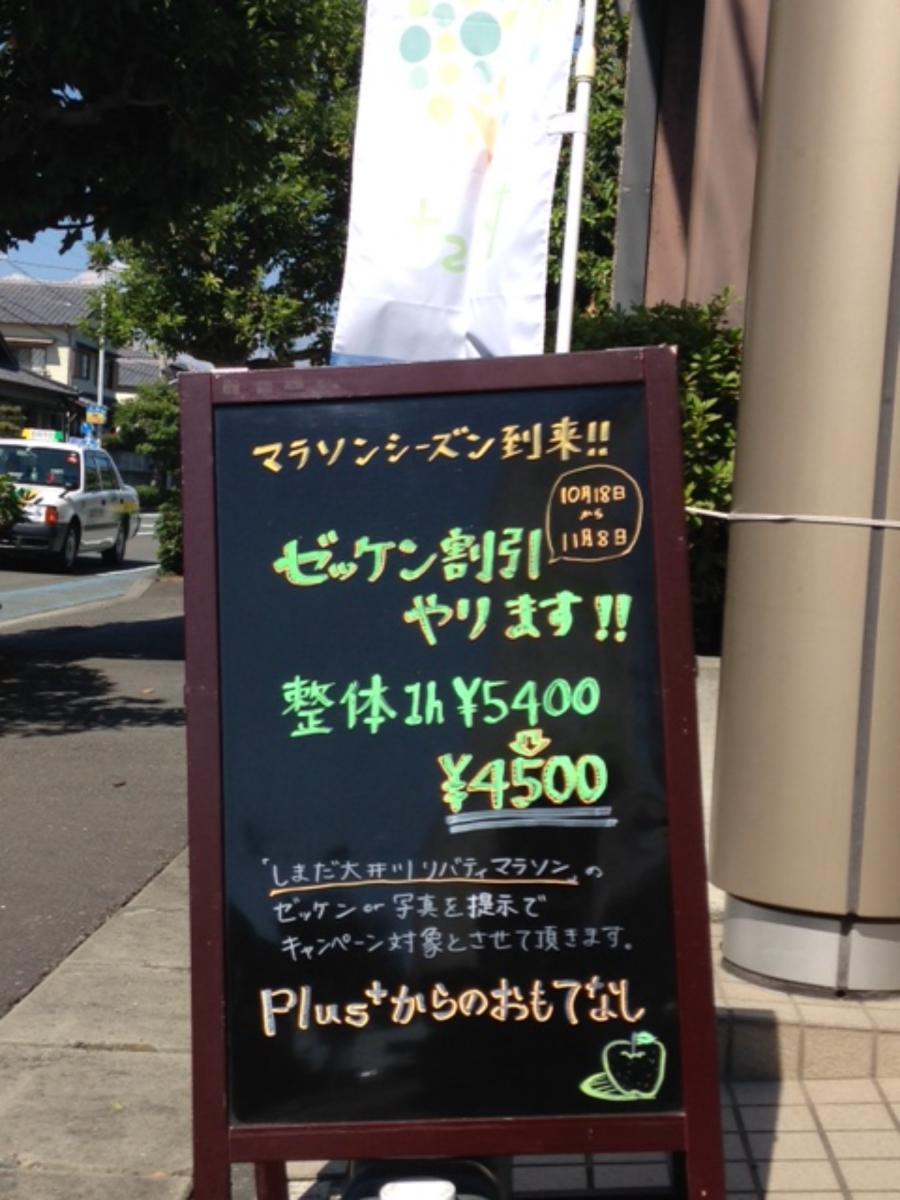 マラソンシーズン到来!!
10月18日
から
11月8日
ゼッケン割引
やります!!
整体1h¥5400
¥4500
「しまだ大井川リバティマラソン」の
ゼッケンor写真を提示で
キャンペーン対象とさせて頂きます。
Plus+からのおもてなし